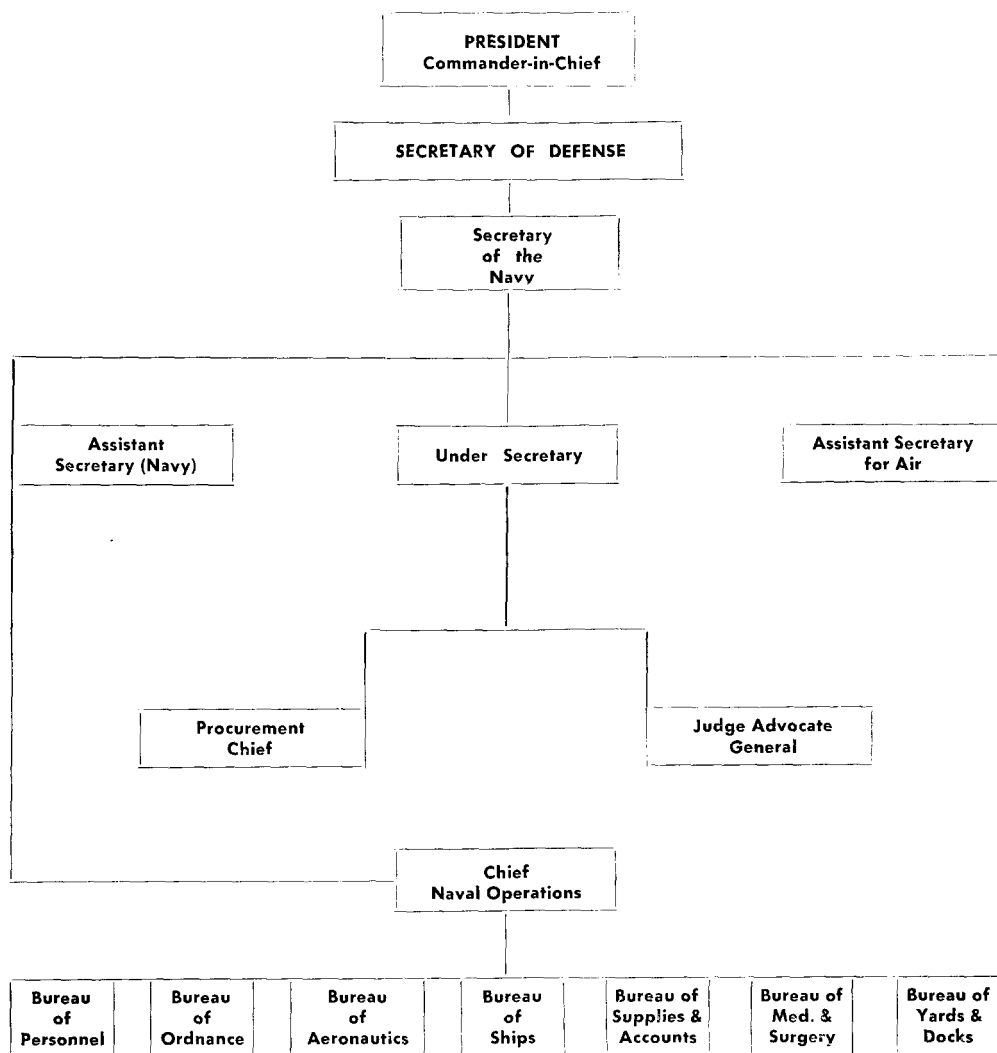 PRESIDENT
Commander-in-Chief
SECRETARY OF DEFENSE
Secretary
of the
Navy
Assistant
Secretary (Navy)
Under Secretary
Assistant Secretary
for Air
Procurement
Chief
Judge Advocate
General
Chief
Naval Operations
Bureau
of
Personnel
Bureau
of
Ordnance
Bureau
of
Aeronautics
Bureau
of
Ships
Bureau of
Supplies &
Accounts
Bureau of
Med. &
Surgery
Bureau of
Yards &
Docks